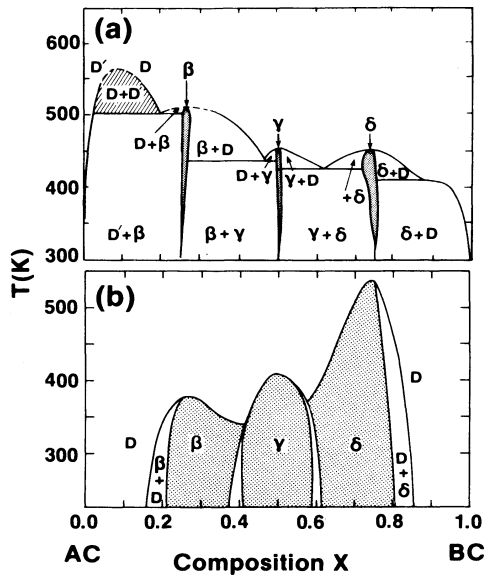 (a)
600
500
400
300
D′ D
D+D′
D+β
β
β+D
D+γ
γ
γ+D
+δ
δ
δ+D
D′+β
β+γ
γ+δ
δ+D
T(K)
(b)
500
400
300
D
β+D
β
γ
δ
D+δ
D
0.0 0.2 0.4 0.6 0.8 1.0
AC Composition X BC